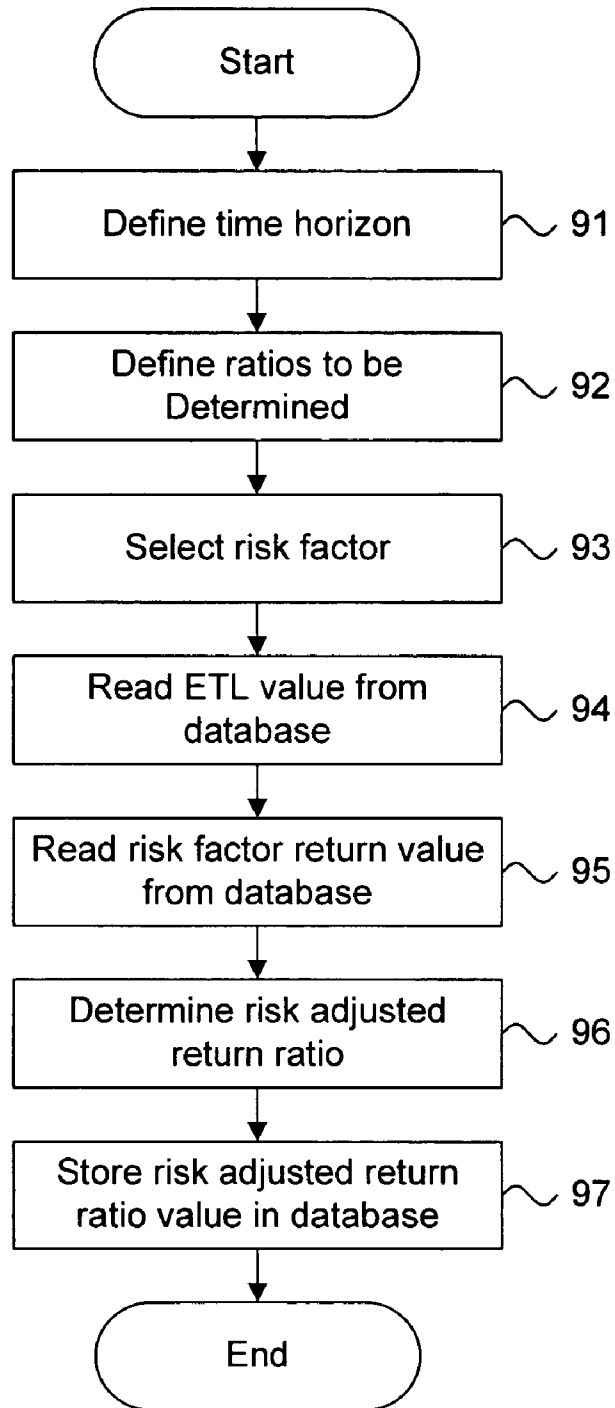 Start
Define time horizon
91
Define ratios to be
Determined
92
Select risk factor
93
Read ETL value from
database
94
Read risk factor return value
from database
95
Determine risk adjusted
return ratio
96
Store risk adjusted return
ratio value in database
97
End